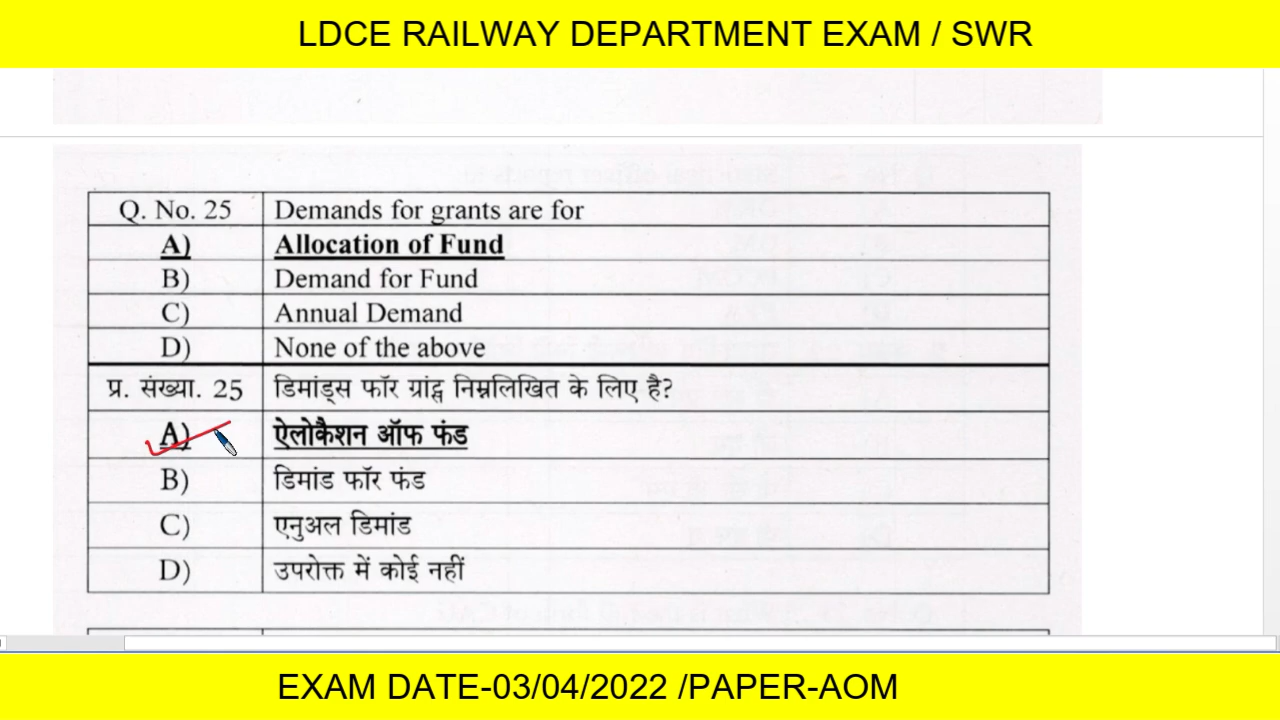 LDCE RAILWAY DEPARTMENT EXAM / SWR
Q. No. 25 Demands for grants are for
A) Allocation of Fund
B) Demand for Fund
C) Annual Demand
D) None of the above
प्र. संख्या. 25 डिमांड्स फॉर ग्रांट्स निम्नलिखित के लिए है?
A) ऐलोकैशन ऑफ फंड
B) डिमांड फॉर फंड
C) एनुअल डिमांड
D) उपरोक्त में कोई नहीं
EXAM DATE-03/04/2022 /PAPER-AOM